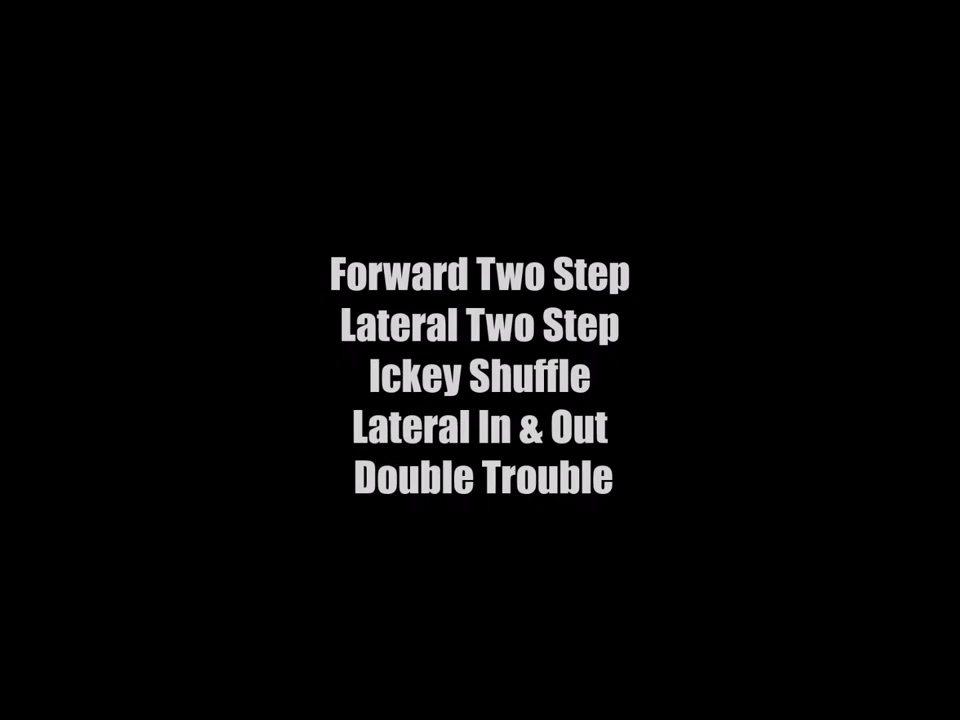 Forward Two Step
Lateral Two Step
Ickey Shuffle
Lateral In & Out
Double Trouble